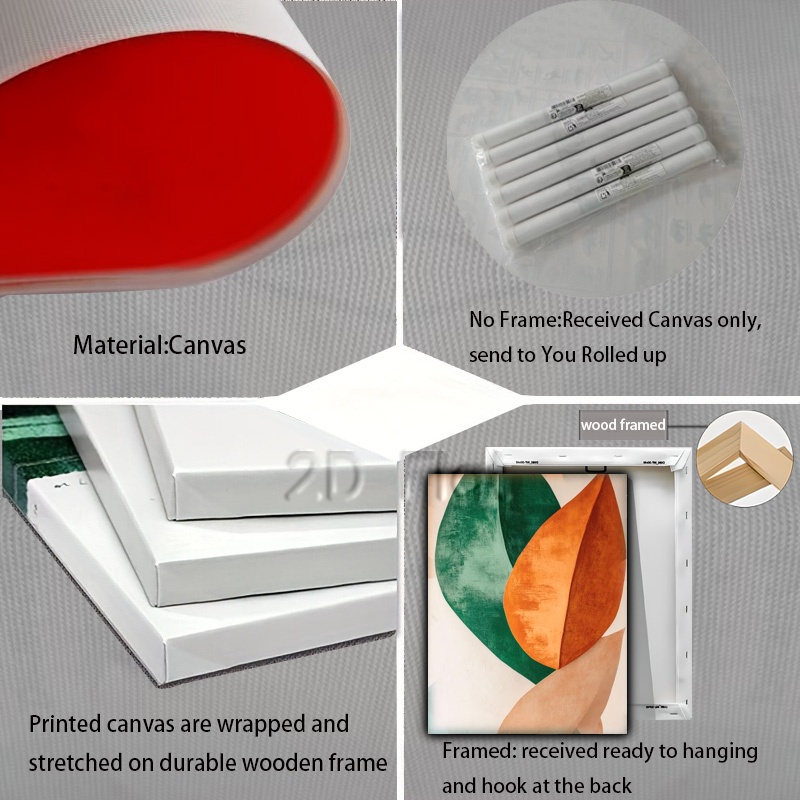 Material:Canvas
No Frame:Received Canvas only,
send to You Rolled up
wood framed
2D
Printed canvas are wrapped and
stretched on durable wooden frame
Framed: received ready to hanging
and hook at the back